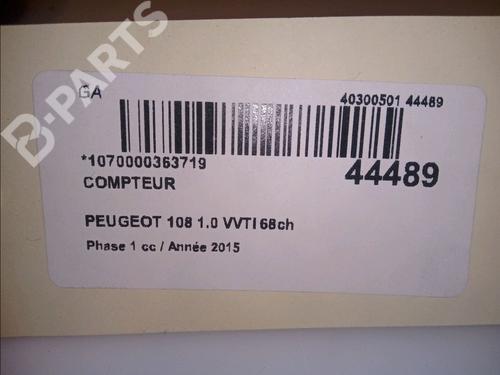 B-PARTS
GA
40300501 44489
*1070000363719
44489
COMPTEUR
PEUGEOT 108 1.0 VVTI 68ch
Phase 1 cc / Année 2015